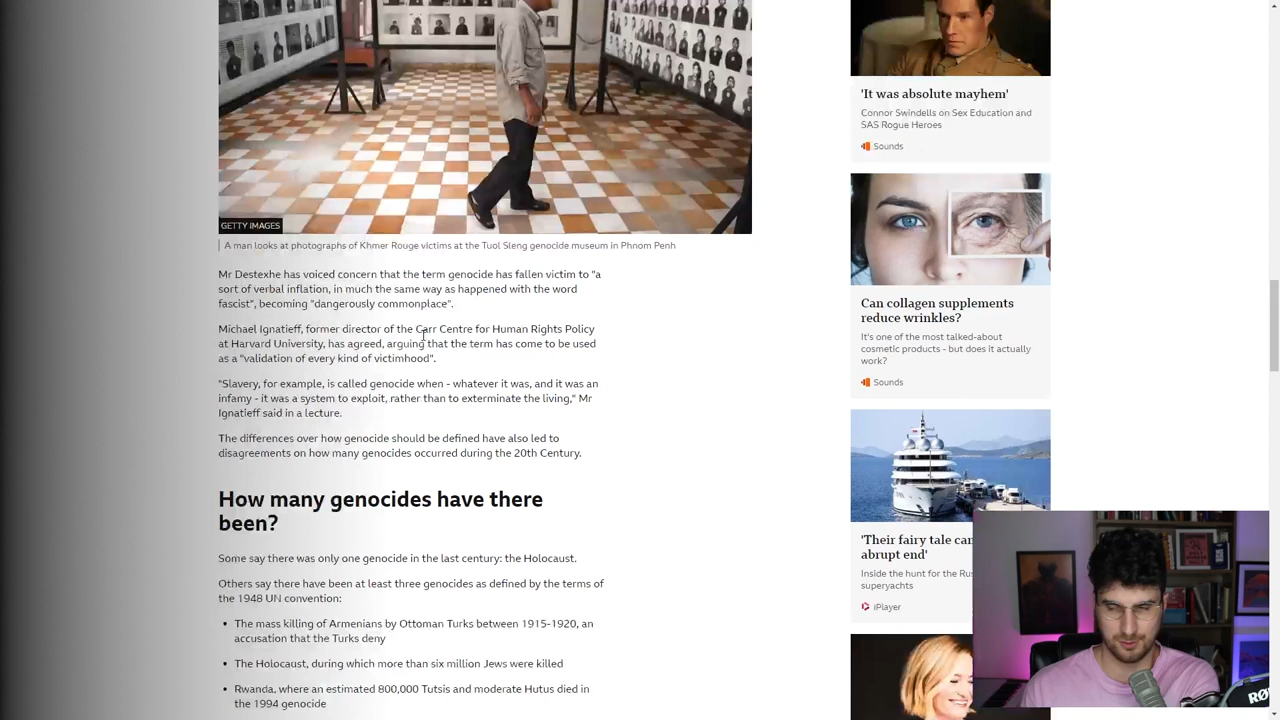 'It was absolute mayhem'
Connor Swindells on Sex Education and
SAS Rogue Heroes
Sounds
GETTY IMAGES
A man looks at photographs of Khmer Rouge victims at the Tuol Sleng genocide museum in Phnom Penh
Mr Destexhe has voiced concern that the term genocide has fallen victim to "a
sort of verbal inflation, in much the same way as happened with the word
fascist", becoming "dangerously commonplace".
Michael Ignatieff, former director of the Carr Centre for Human Rights Policy
at Harvard University, has agreed, arguing that the term has come to be used
as a "validation of every kind of victimhood".
"Slavery, for example, is called genocide when - whatever it was, and it was an
infamy - it was a system to exploit, rather than to exterminate the living," Mr
Ignatieff said in a lecture.
The differences over how genocide should be defined have also led to
disagreements on how many genocides occurred during the 20th Century.
How many genocides have there
been?
Some say there was only one genocide in the last century: the Holocaust.
Others say there have been at least three genocides as defined by the terms of
the 1948 UN convention:
• The mass killing of Armenians by Ottoman Turks between 1915-1920, an
accusation that the Turks deny
• The Holocaust, during which more than six million Jews were killed
• Rwanda, where an estimated 800,000 Tutsis and moderate Hutus died in
the 1994 genocide
Can collagen supplements
reduce wrinkles?
It's one of the most talked-about
cosmetic products - but does it actually
work?
Sounds
'Their fairy tale
abrupt end'
Inside the hunt for the
superyachts
iPlayer